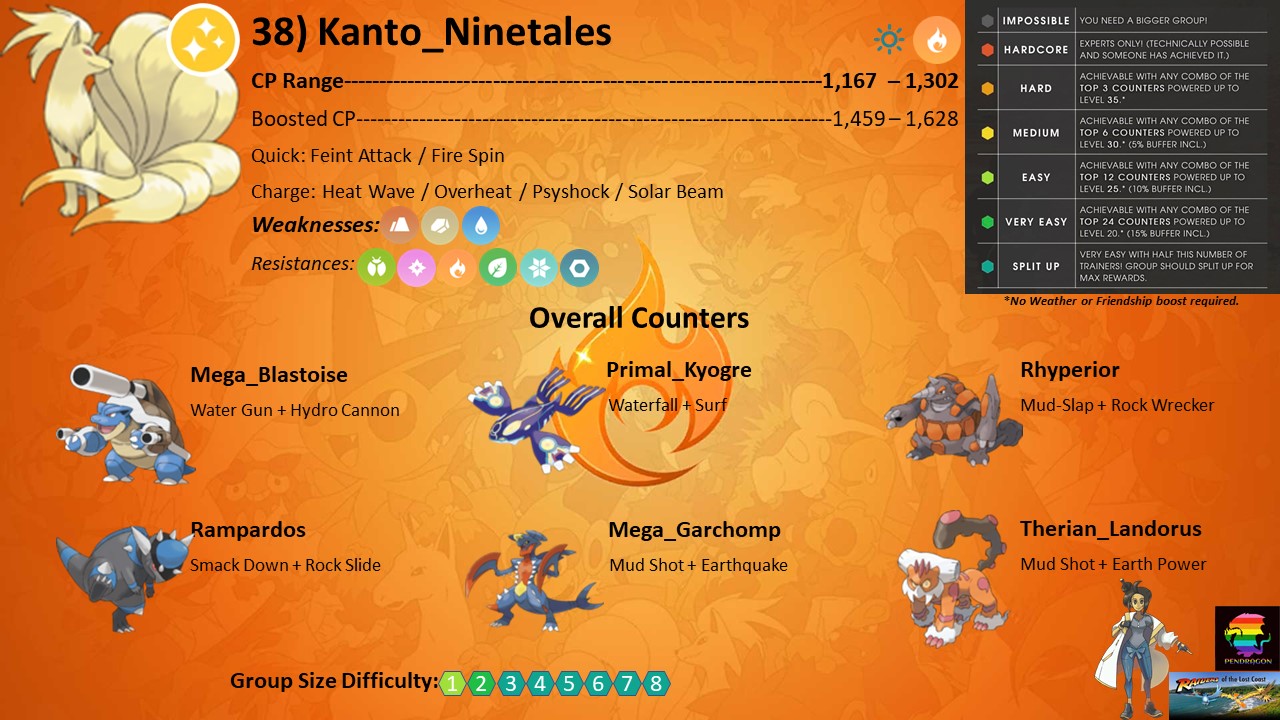 38) Kanto_Ninetales
CP Range----------------------------------------------------------------------1,167 – 1,302
Boosted CP----------------------------------------------------------------------1,459 – 1,628
Quick: Feint Attack / Fire Spin
Charge: Heat Wave / Overheat / Psyshock / Solar Beam
Weaknesses:
Resistances:
IMPOSSIBLE YOU NEED A BIGGER GROUP!
HARDCORE EXPERTS ONLY! (TECHNICALLY POSSIBLE
AND SOMEONE HAS ACHIEVED IT.)
HARD ACHIEVABLE WITH ANY COMBO OF THE
TOP 3 COUNTERS POWERED UP TO
LEVEL 35.*
MEDIUM ACHIEVABLE WITH ANY COMBO OF THE
TOP 6 COUNTERS POWERED UP TO
LEVEL 30.* (5% BUFFER INCL.)
EASY ACHIEVABLE WITH ANY COMBO OF THE
TOP 12 COUNTERS POWERED UP TO
LEVEL 25.* (10% BUFFER INCL.)
VERY EASY ACHIEVABLE WITH ANY COMBO OF THE
TOP 24 COUNTERS POWERED UP TO
LEVEL 20.* (15% BUFFER INCL.)
SPLIT UP VERY EASY WITH HALF THIS NUMBER OF
TRAINERS! GROUP SHOULD SPLIT UP FOR
MAX REWARDS.
*No Weather or Friendship boost required.
Overall Counters
Mega_Blastoise
Water Gun + Hydro Cannon
Primal_Kyogre
Waterfall + Surf
Rhyperior
Mud-Slap + Rock Wrecker
Rampardos
Smack Down + Rock Slide
Mega_Garchomp
Mud Shot + Earthquake
Therian_Landorus
Mud Shot + Earth Power
Group Size Difficulty: 1 2 3 4 5 6 7 8
PENDRAGON
RAIDERS of the Lost Coast